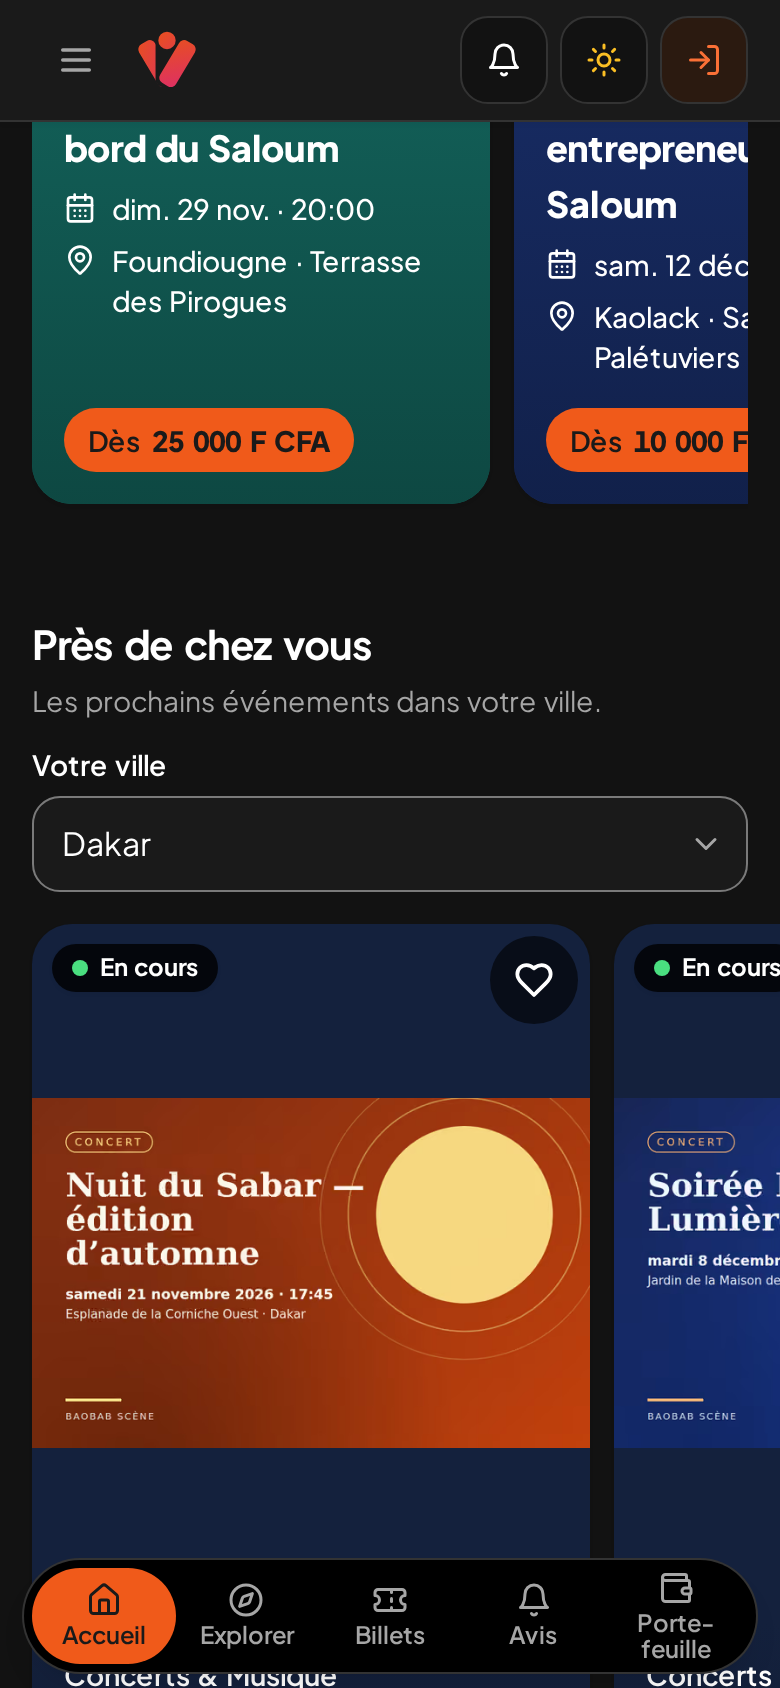 bord du Saloum
dim. 29 nov. · 20:00
Foundiougne · Terrasse
des Pirogues
Dès 25 000 F CFA
entrepreneu
Saloum
sam. 12 déc
Kaolack · Sa
Palétuviers
Dès 10 000 F
Près de chez vous
Les prochains événements dans votre ville.
Votre ville
Dakar
En cours
CONCERT
Nuit du Sabar —
édition
d’automne
samedi 21 novembre 2026 · 17:45
Esplanade de la Corniche Ouest · Dakar
BAOBAB SCÈNE
En cours
CONCERT
Soirée
Lumièr
mardi 8 décembr
Jardin de la Maison de
BAOBAB SCÈNE
Concerts & Musique
Concerts
Accueil
Explorer
Billets
Avis
Porte-
feuille